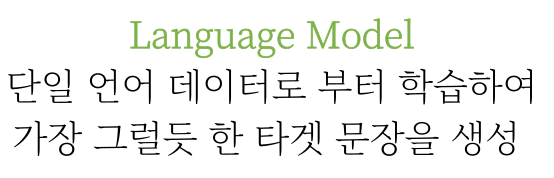 Language Model
단일 언어 데이터로 부터 학습하여
가장 그럴듯 한 타겟 문장을 생성